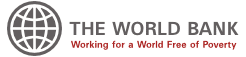 THE WORLD BANK
Working for a World Free of Poverty